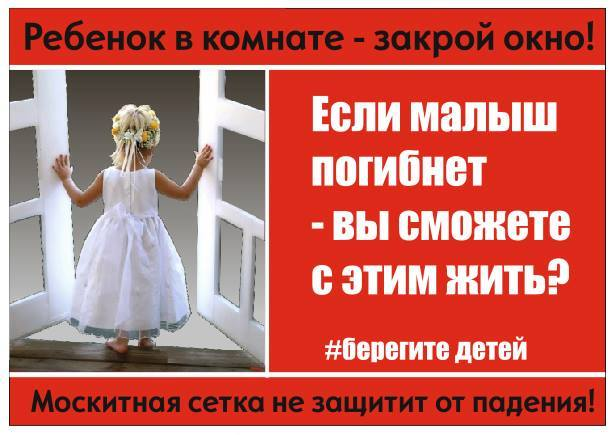 Ребенок в комнате - закрой окно!
Если малыш
погибнет
- вы сможете
с этим жить?
#берегите детей
Москитная сетка не защитит от падения!